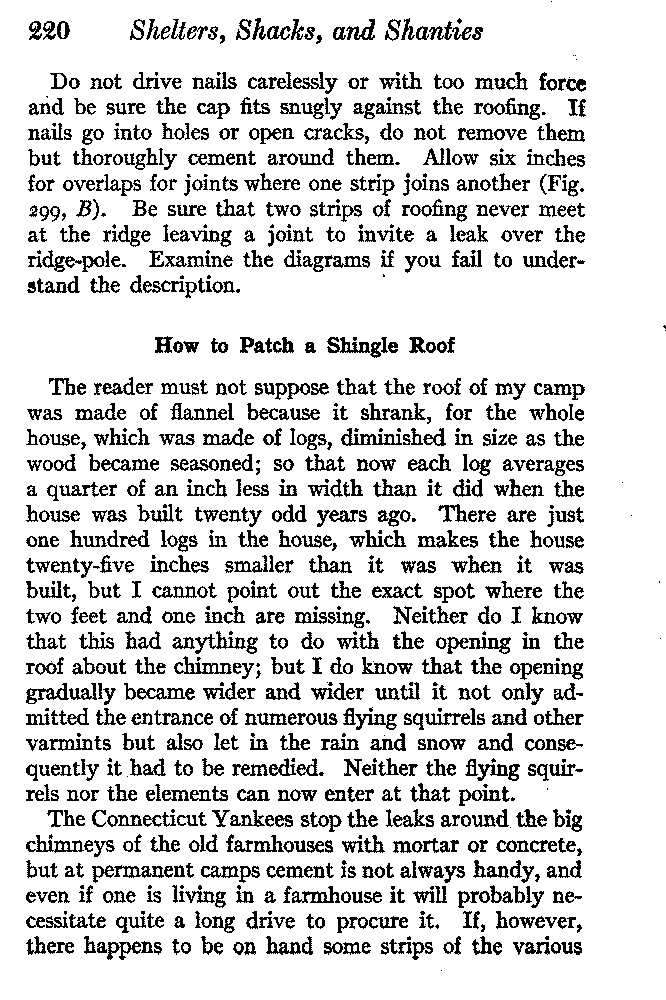 220 Shelters, Shacks, and Shanties
Do not drive nails carelessly or with too much force
and be sure the cap fits snugly against the roofing. If
nails go into holes or open cracks, do not remove them
but thoroughly cement around them. Allow six inches
for overlaps for joints where one strip joins another (Fig.
299, B). Be sure that two strips of roofing never meet
at the ridge leaving a joint to invite a leak over the
ridge-pole. Examine the diagrams if you fail to under-
stand the description.
How to Patch a Shingle Roof
The reader must not suppose that the roof of my camp
was made of flannel because it shrank, for the whole
house, which was made of logs, diminished in size as the
wood became seasoned; so that now each log averages
a quarter of an inch less in width than it did when the
house was built twenty odd years ago. There are just
one hundred logs in the house, which makes the house
twenty-five inches smaller than it was when it was
built, but I cannot point out the exact spot where the
two feet and one inch are missing. Neither do I know
that this had anything to do with the opening in the
roof about the chimney; but I do know that the opening
gradually became wider and wider until it not only ad-
mitted the entrance of numerous flying squirrels and other
varmints but also let in the rain and snow and conse-
quently it had to be remedied. Neither the flying squir-
rels nor the elements can now enter at that point.
The Connecticut Yankees stop the leaks around the big
chimneys of the old farmhouses with mortar or concrete,
but at permanent camps cement is not always handy, and
even if one is living in a farmhouse it will probably ne-
cessitate quite a long drive to procure it. If, however,
there happens to be on hand some strips of the various